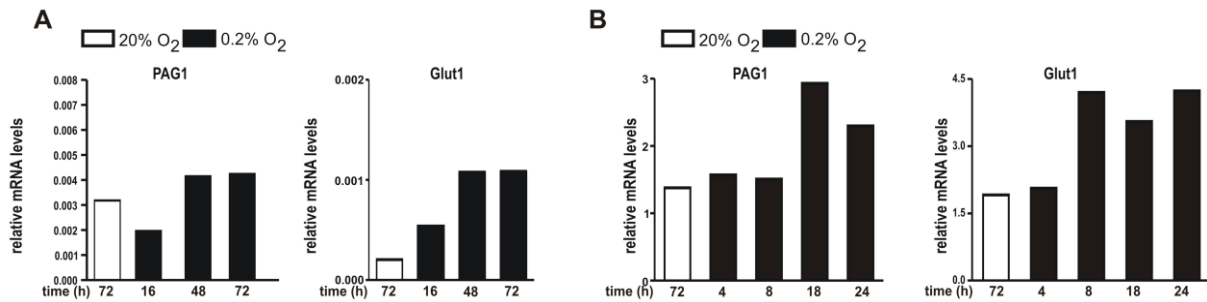 A
20% O2 0.2% O2
PAG1
relative mRNA levels
0.008
0.007
0.006
0.005
0.004
0.003
0.002
0.001
0.000
time (h) 72 16 48 72
Glut1
relative mRNA levels
0.002
0.001
0.000
72 16 48 72
B
20% O2 0.2% O2
PAG1
relative mRNA levels
3
2
1
0
time (h) 72 4 8 18 24
Glut1
relative mRNA levels
4.5
3.0
1.5
0.0
time (h) 72 4 8 18 24